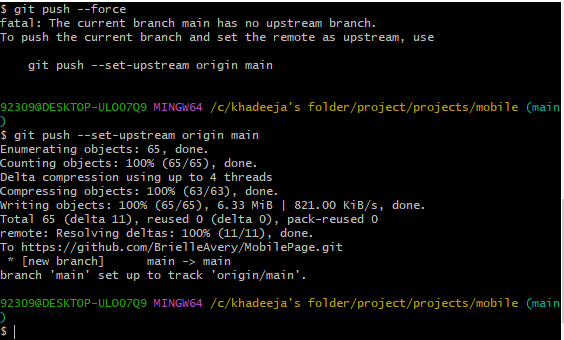 $ git push --force
fatal: The current branch main has no upstream branch.
To push the current branch and set the remote as upstream, use
git push --set-upstream origin main
92309@DESKTOP-ULOO7Q9 MINGW64 /c/khadeeja's folder/project/projects/mobile (main
)
$ git push --set-upstream origin main
Enumerating objects: 65, done.
Counting objects: 100% (65/65), done.
Delta compression using up to 4 threads
Compressing objects: 100% (63/63), done.
Writing objects: 100% (65/65), 6.33 MiB | 821.00 KiB/s, done.
Total 65 (delta 11), reused 0 (delta 0), pack-reused 0
remote: Resolving deltas: 100% (11/11), done.
To https://github.com/BrielleAvery/MobilePage.git
* [new branch]      main -> main
branch 'main' set up to track 'origin/main'.
92309@DESKTOP-ULOO7Q9 MINGW64 /c/khadeeja's folder/project/projects/mobile (main
)
$